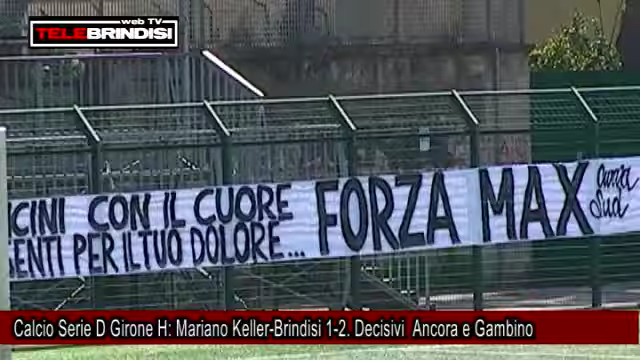 web TV
TELEBRINDISI
CINI CON IL CUORE
ENTI PER IL TUO DOLORE...
FORZA MAX
Curva
Sud
Calcio Serie D Girone H: Mariano Keller-Brindisi 1-2. Decisivi Ancora e Gambino